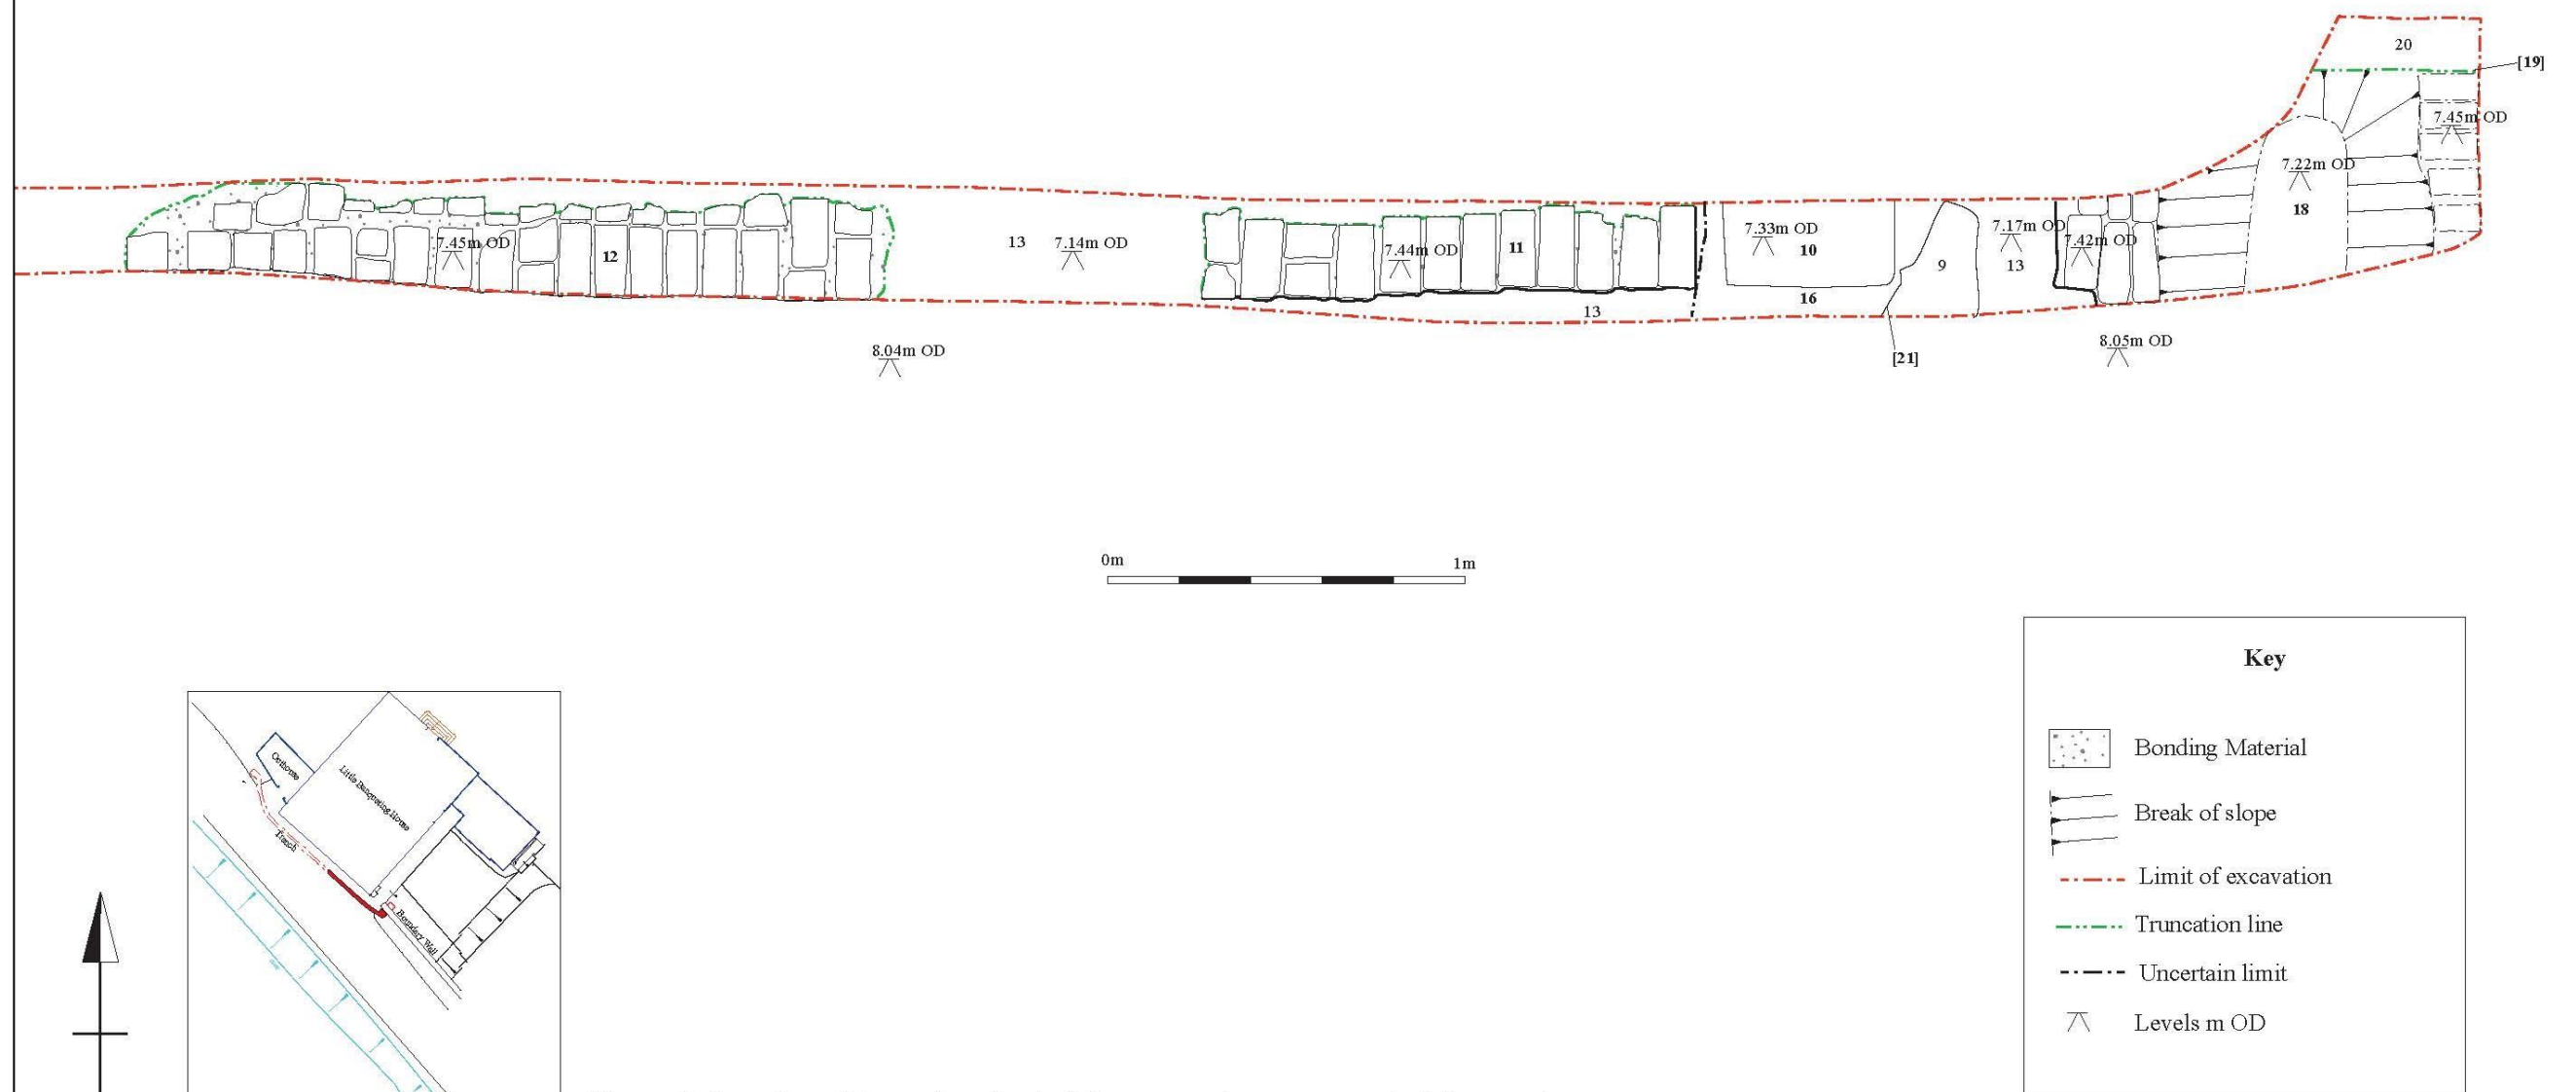 20
[19]
7.45m OD
7.22m OD
18
7.45m OD
12
13
7.14m OD
7.44m OD
11
7.33m OD
10
9
7.17m OD
13
7.42m OD
16
13
8.04m OD
[21]
8.05m OD
0m
1m
Key
Bonding Material
Break of slope
Limit of excavation
Truncation line
Uncertain limit
Levels m OD
Outhouse
Little Banqueting House
Trench
Boundary Wall